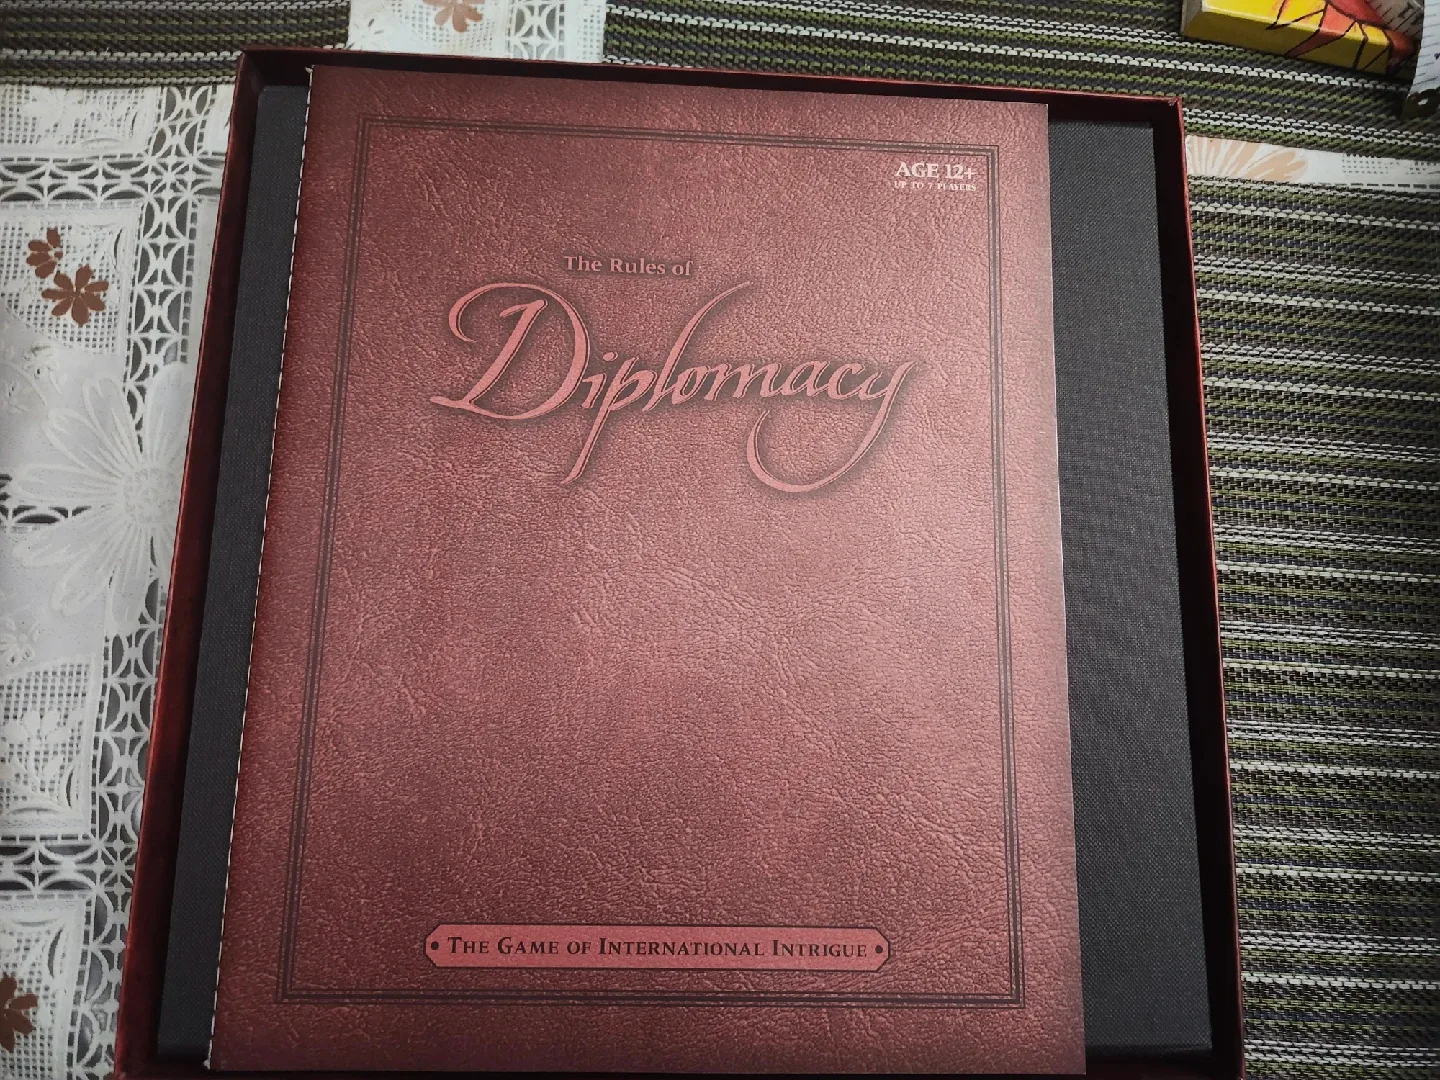 AGE 12+
UP TO 7 PLAYERS
The Rules of
Diplomacy
• THE GAME OF INTERNATIONAL INTRIGUE •